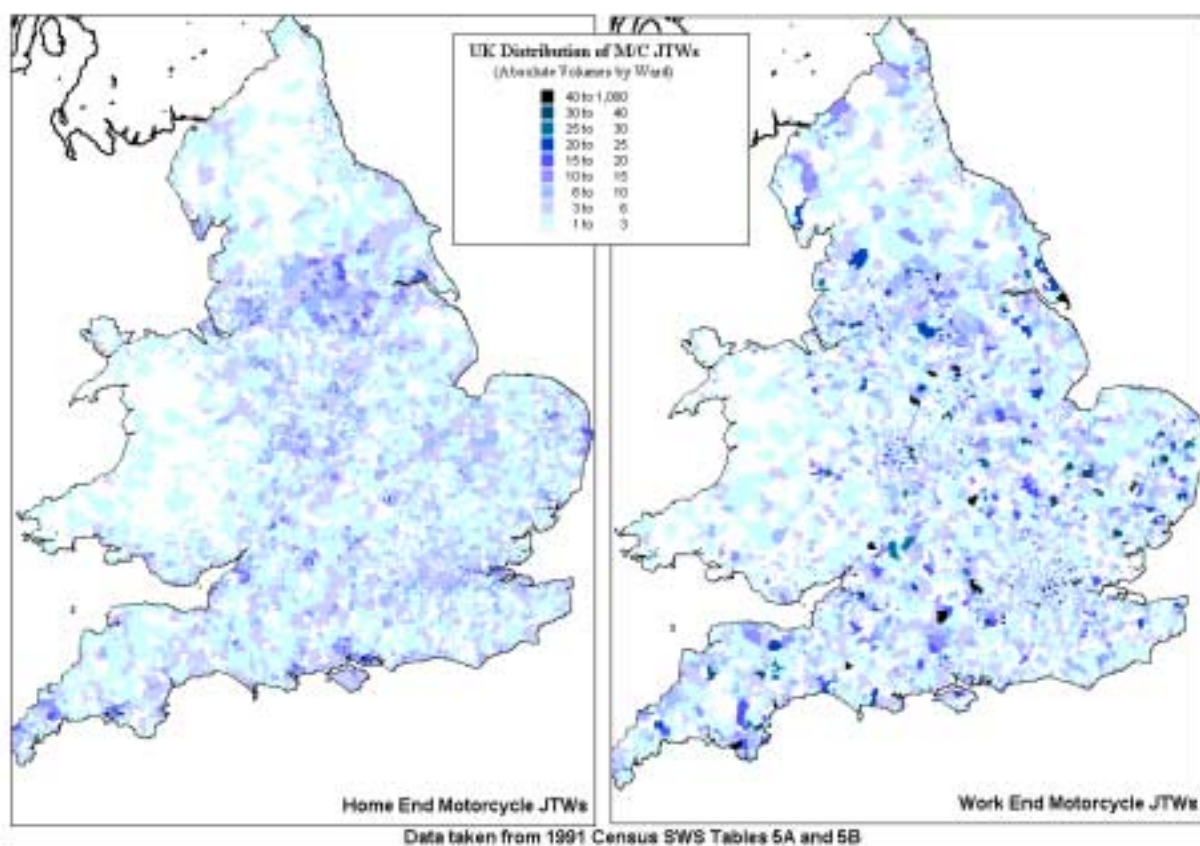 UK Distribution of M/C JTWs
(Absolute Volumes by Ward)
40 to 1,000
30 to 40
25 to 30
20 to 25
15 to 20
10 to 15
6 to 10
3 to 6
1 to 3
Home End Motorcycle JTWs
Work End Motorcycle JTWs
Data taken from 1991 Census SWS Tables 5A and 5B